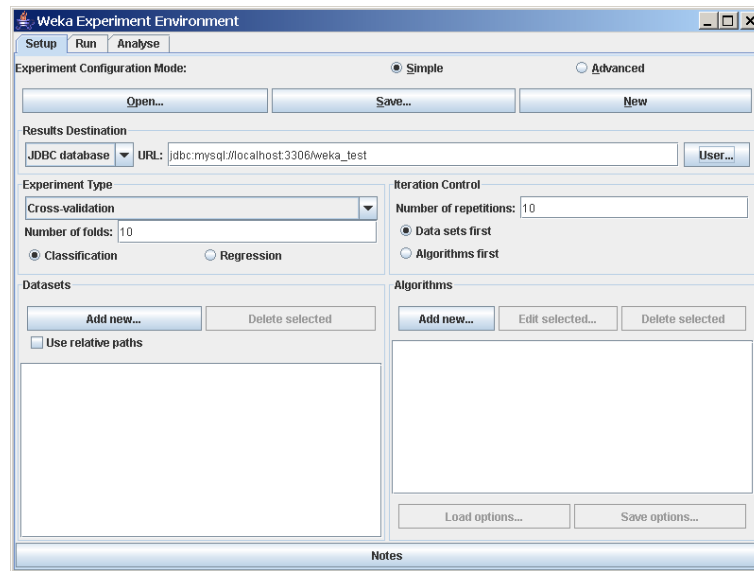 Weka Experiment Environment
Setup Run Analyse
Experiment Configuration Mode: Simple Advanced
Open... Save... New
Results Destination
JDBC database URL: jdbc:mysql://localhost:3306/weka_test User...
Experiment Type
Cross-validation
Number of folds: 10
Classification Regression
Iteration Control
Number of repetitions: 10
Data sets first
Algorithms first
Datasets
Add new... Delete selected
Use relative paths
Algorithms
Add new... Edit selected... Delete selected
Load options... Save options...
Notes